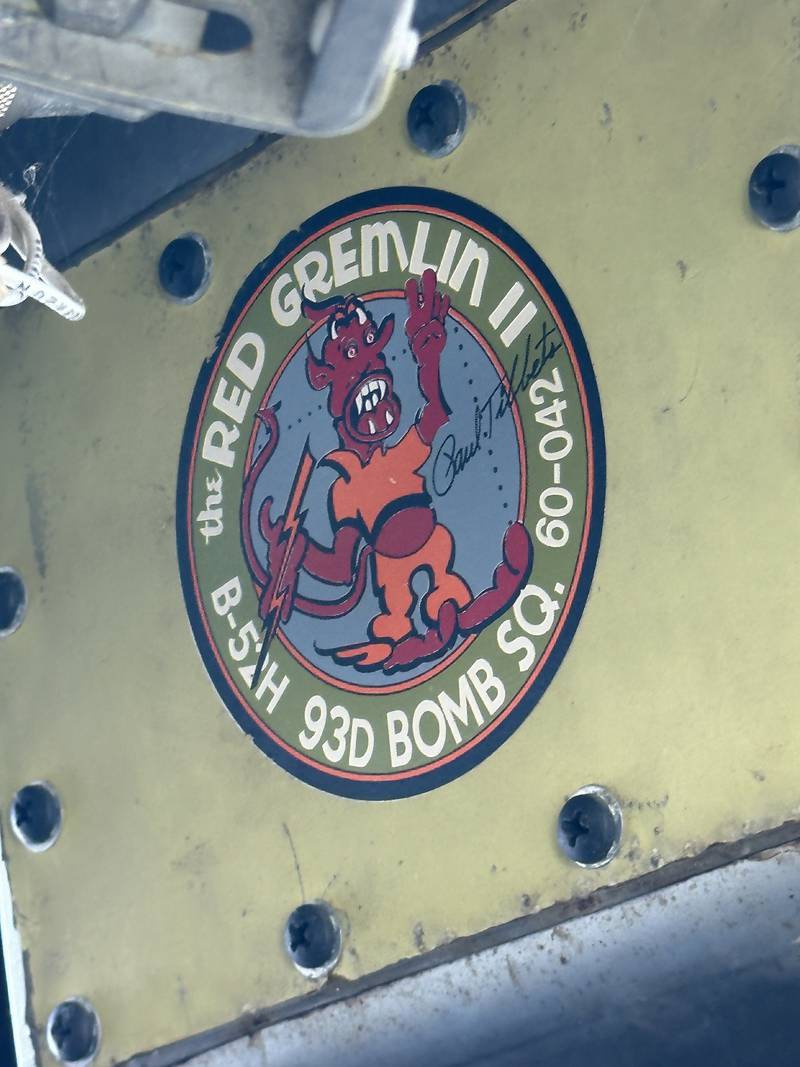 the RED GREMLIN II
Paul Tibbets
60-042
B-52H 93D BOMB SQ.